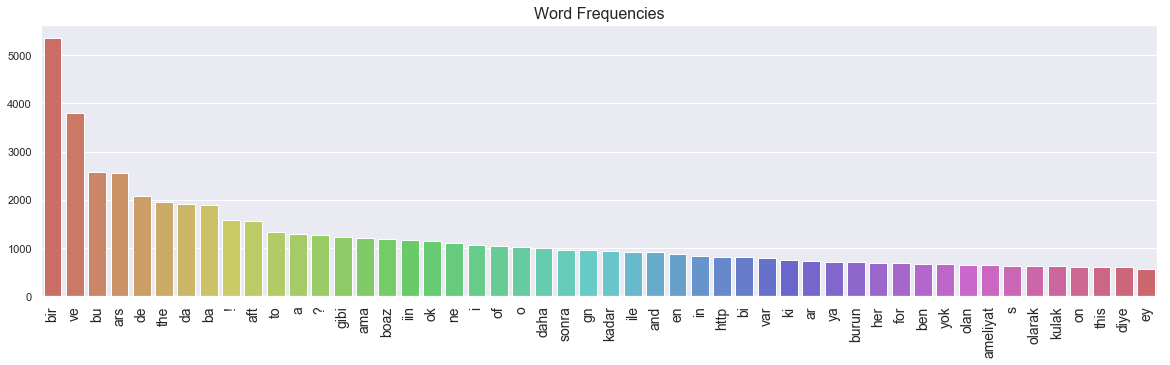 Word Frequencies
5000
4000
3000
2000
1000
0
bir
ve
bu
ars
de
the
da
ba
!
aft
to
a
?
gibi
ama
boaz
iin
ok
ne
i
of
o
daha
sonra
gn
kadar
ile
and
en
in
http
bi
var
ki
ar
ya
burun
her
for
ben
yok
olan
ameliyat
s
olarak
kulak
on
this
diye
ey